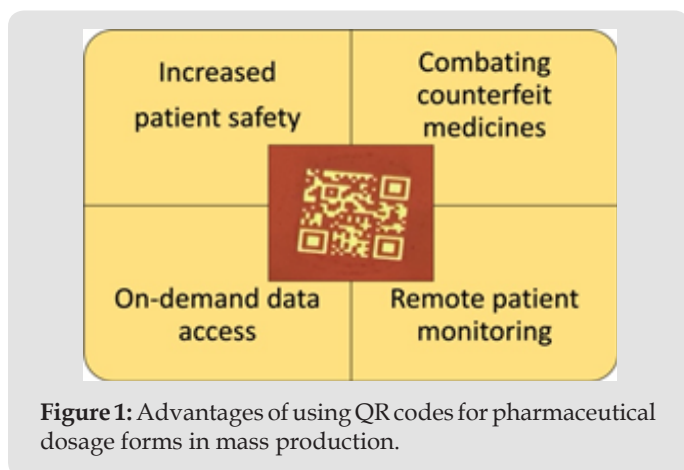 Increased
patient safety
Combating
counterfeit
medicines
On-demand data
access
Remote patient
monitoring
Figure 1: Advantages of using QR codes for pharmaceutical
dosage forms in mass production.